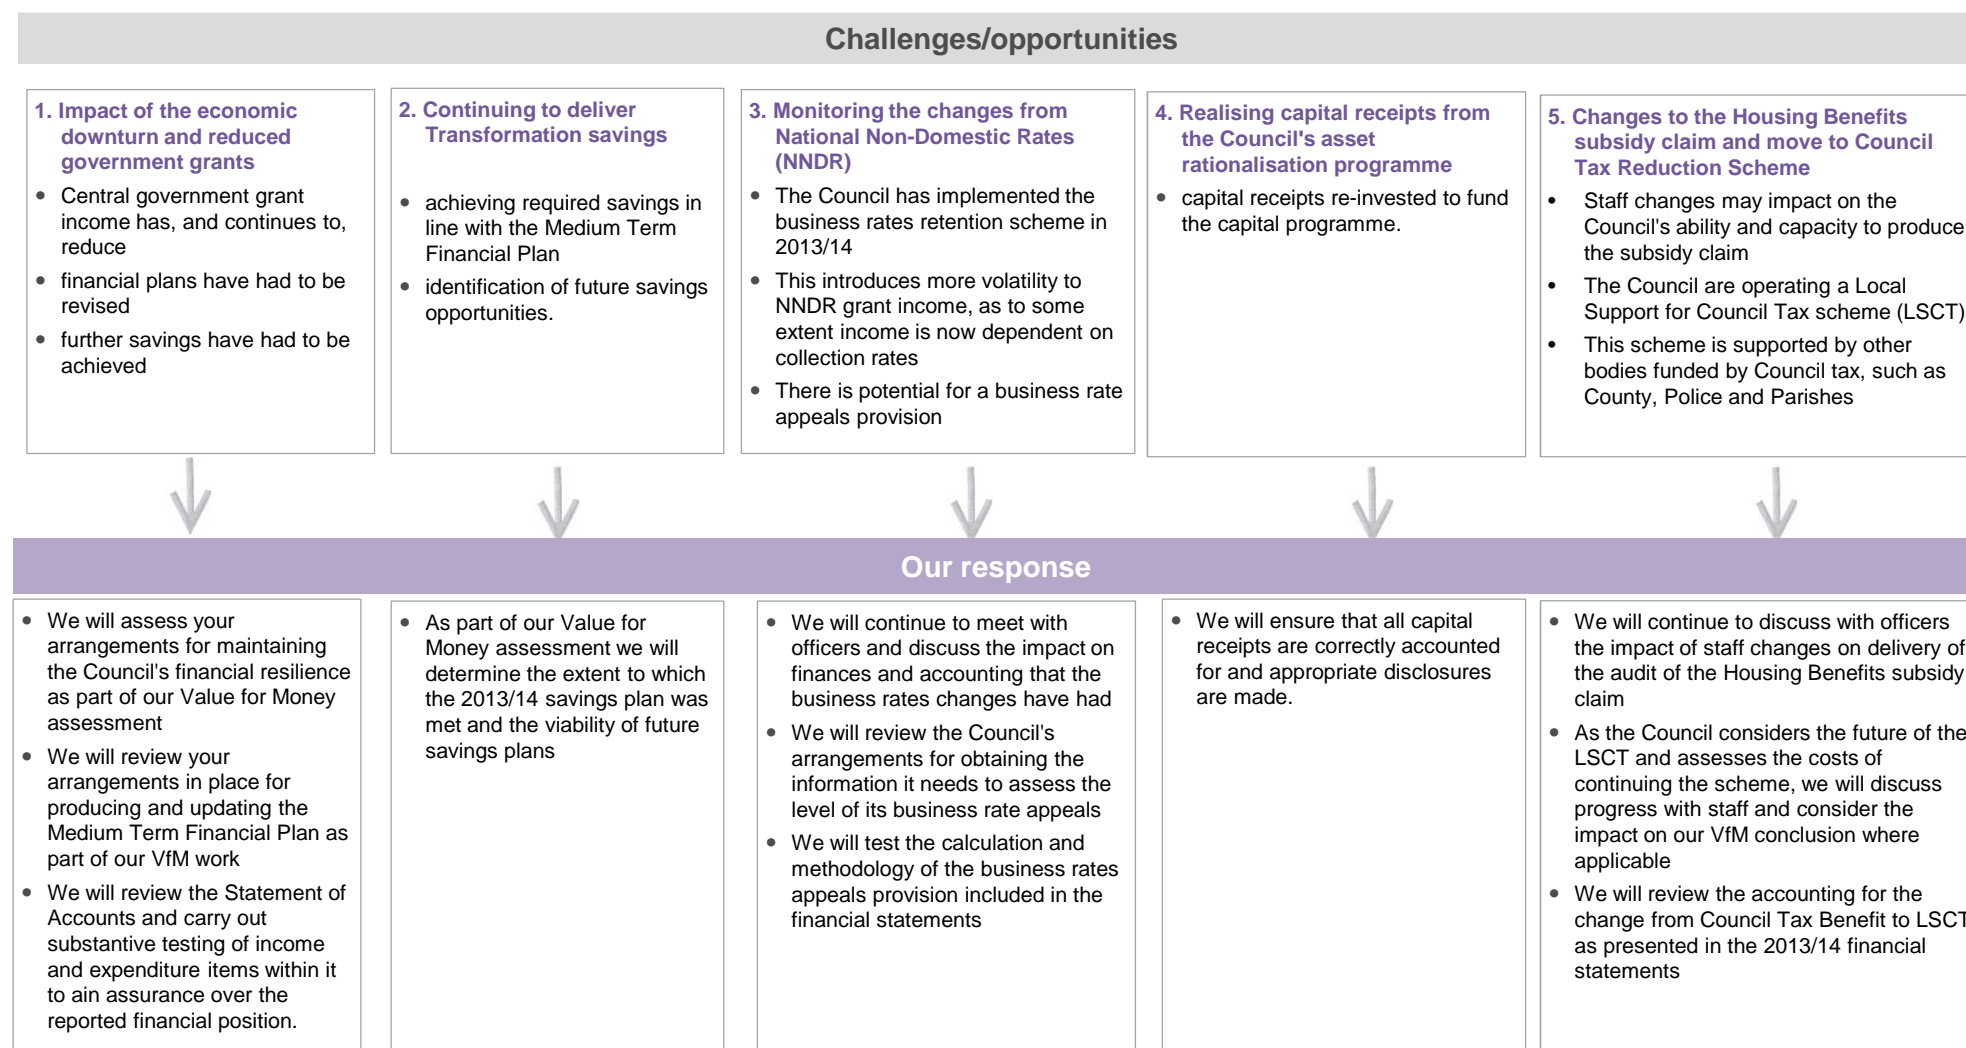 Challenges/opportunities
1. Impact of the economic
downturn and reduced
government grants
• Central government grant
income has, and continues to,
reduce
• financial plans have had to be
revised
• further savings have had to be
achieved
2. Continuing to deliver
Transformation savings
• achieving required savings in
line with the Medium Term
Financial Plan
• identification of future savings
opportunities.
3. Monitoring the changes from
National Non-Domestic Rates
(NNDR)
• The Council has implemented the
business rates retention scheme in
2013/14
• This introduces more volatility to
NNDR grant income, as to some
extent income is now dependent on
collection rates
• There is potential for a business rate
appeals provision
4. Realising capital receipts from
the Council's asset
rationalisation programme
• capital receipts re-invested to fund
the capital programme.
5. Changes to the Housing Benefits
subsidy claim and move to Council
Tax Reduction Scheme
• Staff changes may impact on the
Council's ability and capacity to produce
the subsidy claim
• The Council are operating a Local
Support for Council Tax scheme (LSCT)
• This scheme is supported by other
bodies funded by Council tax, such as
County, Police and Parishes
Our response
• We will assess your
arrangements for maintaining
the Council's financial resilience
as part of our Value for Money
assessment
• We will review your
arrangements in place for
producing and updating the
Medium Term Financial Plan as
part of our VfM work
• We will review the Statement of
Accounts and carry out
substantive testing of income
and expenditure items within it
to ain assurance over the
reported financial position.
• As part of our Value for
Money assessment we will
determine the extent to which
the 2013/14 savings plan was
met and the viability of future
savings plans
• We will continue to meet with
officers and discuss the impact on
finances and accounting that the
business rates changes have had
• We will review the Council's
arrangements for obtaining the
information it needs to assess the
level of its business rate appeals
• We will test the calculation and
methodology of the business rates
appeals provision included in the
financial statements
• We will ensure that all capital
receipts are correctly accounted
for and appropriate disclosures
are made.
• We will continue to discuss with officers
the impact of staff changes on delivery of
the audit of the Housing Benefits subsidy
claim
• As the Council considers the future of the
LSCT and assesses the costs of
continuing the scheme, we will discuss
progress with staff and consider the
impact on our VfM conclusion where
applicable
• We will review the accounting for the
change from Council Tax Benefit to LSCT
as presented in the 2013/14 financial
statements